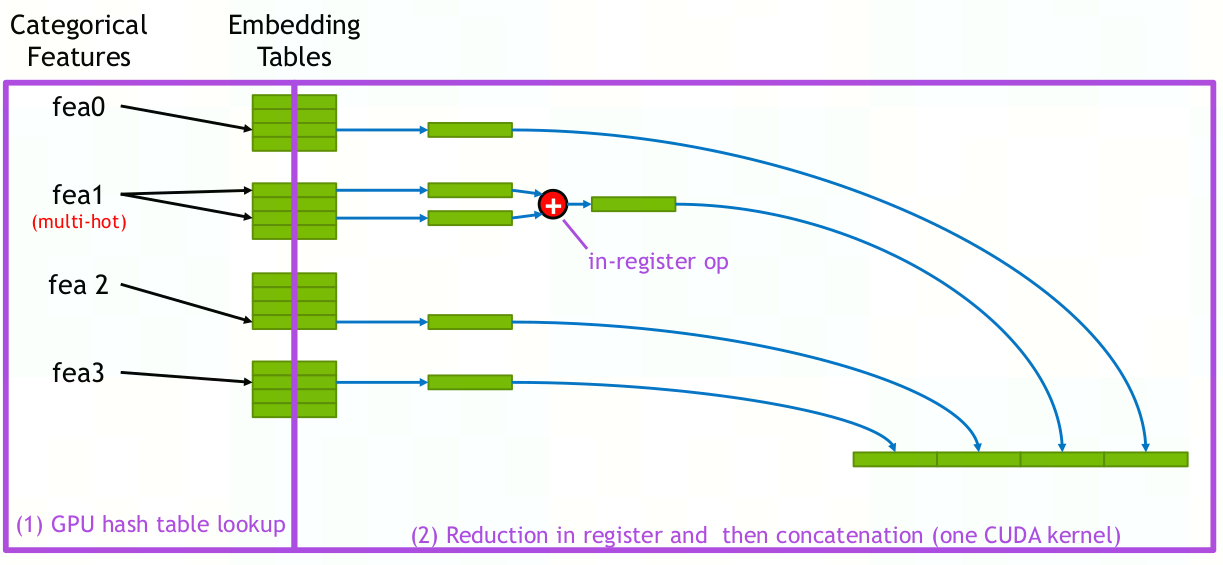 Categorical
Features
Embedding
Tables
fea0
fea1
(multi-hot)
+
in-register op
fea 2
fea3
(1) GPU hash table lookup
(2) Reduction in register and  then concatenation (one CUDA kernel)